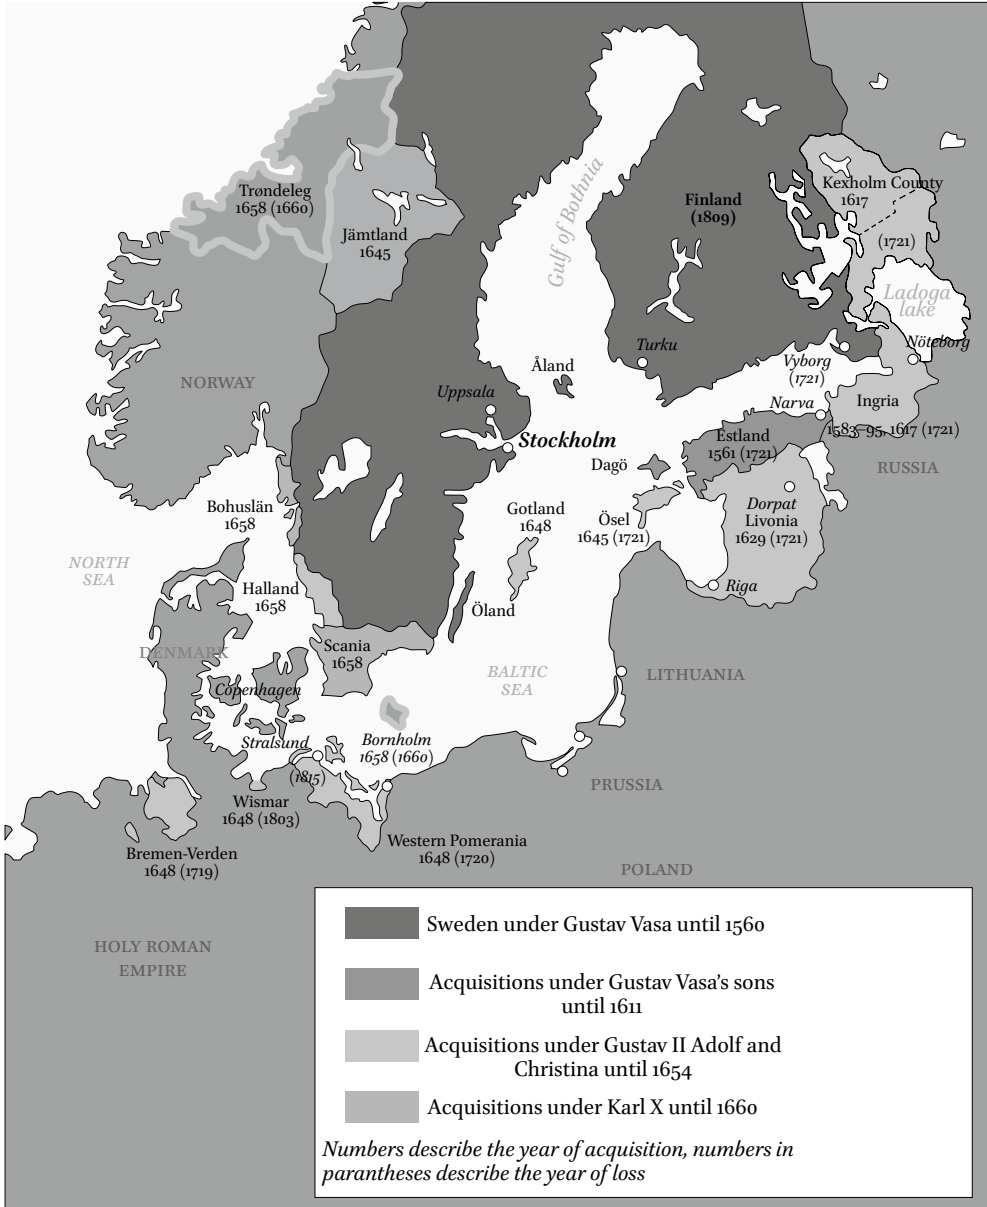 Trøndeleg
1658 (1660)
Jämtland
1645
Gulf of Bothnia
Finland
(1809)
Kexholm County
1617
(1721)
Ladoga
lake
Nöteborg
NORWAY
Uppsala
Åland
Turku
Vyborg
(1721)
Narva
Ingria
1583–95, 1617 (1721)
Stockholm
Estland
1561 (1721)
Dagö
RUSSIA
Bohuslän
1658
Gotland
1648
Ösel
1645 (1721)
Dorpat
Livonia
1629 (1721)
NORTH
SEA
Halland
1658
Öland
Riga
DENMARK
Scania
1658
BALTIC
SEA
LITHUANIA
Copenhagen
Stralsund
(1815)
Bornholm
1658 (1660)
PRUSSIA
Wismar
1648 (1803)
Western Pomerania
1648 (1720)
Bremen-Verden
1648 (1719)
POLAND
HOLY ROMAN
EMPIRE
Sweden under Gustav Vasa until 1560
Acquisitions under Gustav Vasa's sons
until 1611
Acquisitions under Gustav II Adolf and
Christina until 1654
Acquisitions under Karl X until 1660
Numbers describe the year of acquisition, numbers in
parantheses describe the year of loss